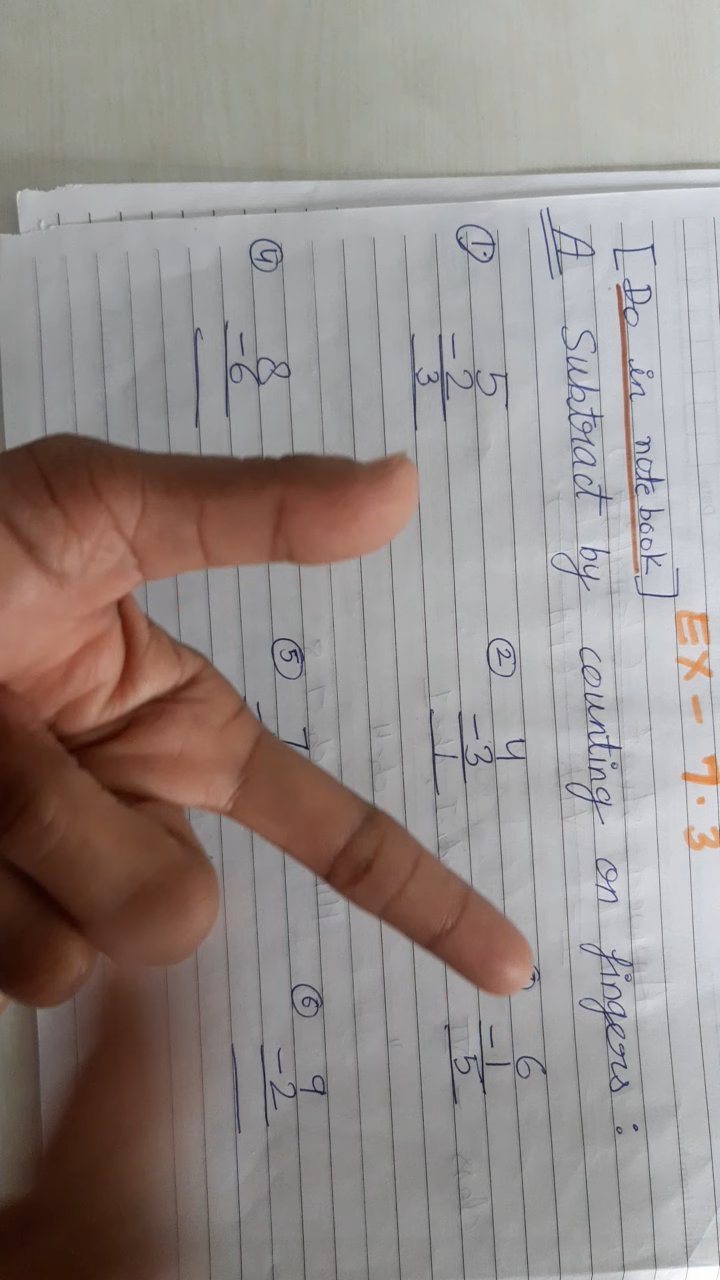 EX - 7.3
[Do in notebook]
A Subtract by counting on fingers :
① 5 ② 4 6
-2 -3 -1
3 1 5
④ 8 ⑤ 7 ⑥ 9
-6 - -2